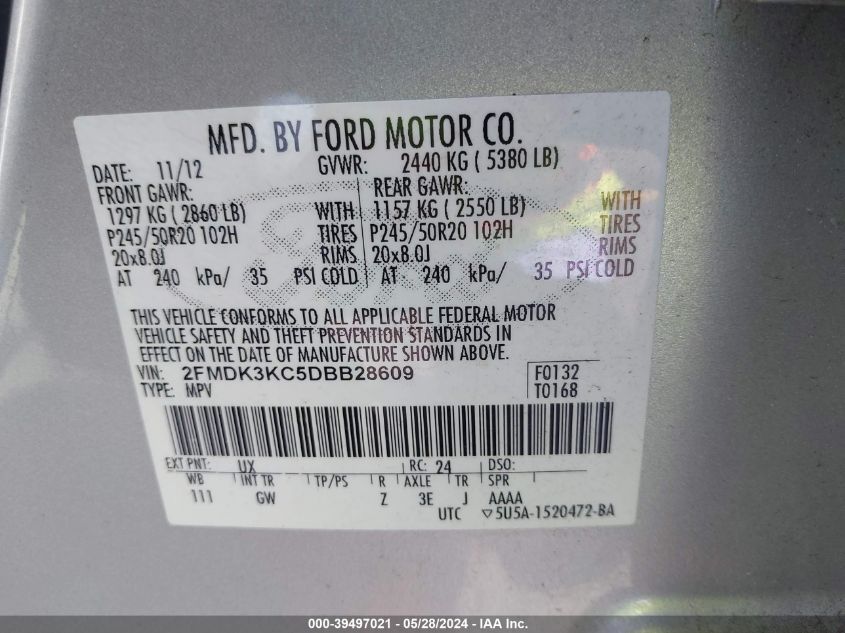 MFD. BY FORD MOTOR CO.
DATE: 11/12 GVWR: 2440 KG ( 5380 LB)
FRONT GAWR: REAR GAWR:
1297 KG ( 2860 LB) WITH 1157 KG ( 2550 LB) WITH
P245/50R20 102H TIRES P245/50R20 102H TIRES
20x8.0J RIMS 20x8.0J RIMS
AT 240 kPa/ 35 PSI COLD AT 240 kPa/ 35 PSI COLD
THIS VEHICLE CONFORMS TO ALL APPLICABLE FEDERAL MOTOR
VEHICLE SAFETY AND THEFT PREVENTION STANDARDS IN
EFFECT ON THE DATE OF MANUFACTURE SHOWN ABOVE.
VIN: 2FMDK3KC5DBB28609 F0132
TYPE: MPV T0168
EXT PNT: UX RC: 24 DSO:
WB INT TR TP/PS R AXLE TR SPR
111 GW Z 3E J AAAA
UTC ▽5U5A-1520472-BA
000-39497021 | 05/28/2024 | IAA Inc.